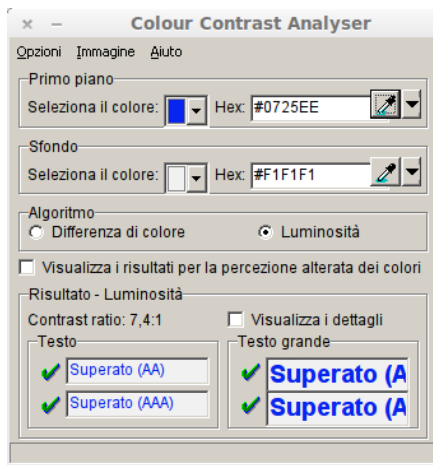 Colour Contrast Analyser
Opzioni Immagine Aiuto
Primo piano
Seleziona il colore: Hex: #0725EE
Sfondo
Seleziona il colore: Hex: #F1F1F1
Algoritmo
Differenza di colore Luminosità
Visualizza i risultati per la percezione alterata dei colori
Risultato - Luminosità
Contrast ratio: 7,4:1 Visualizza i dettagli
Testo Testo grande
Superato (AA) Superato (A
Superato (AAA) Superato (A